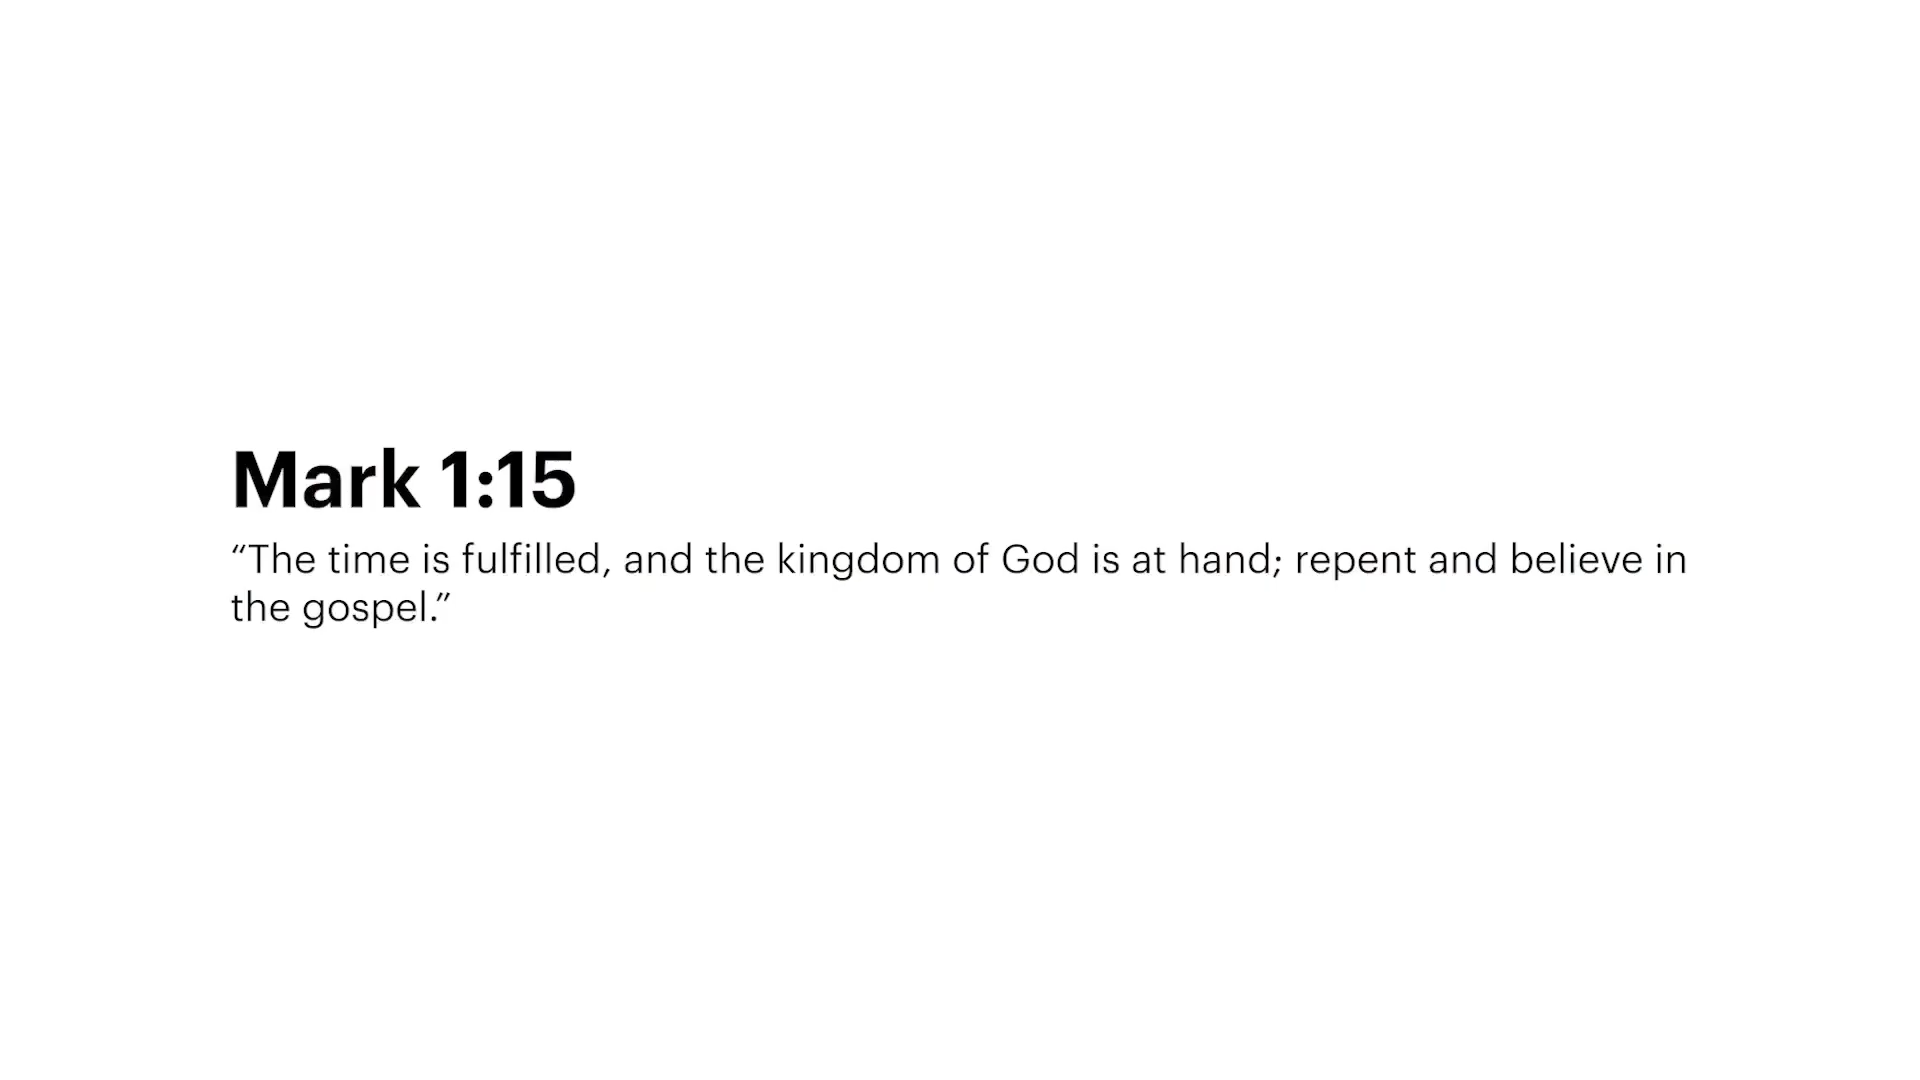 Mark 1:15
“The time is fulfilled, and the kingdom of God is at hand; repent and believe in
the gospel.”